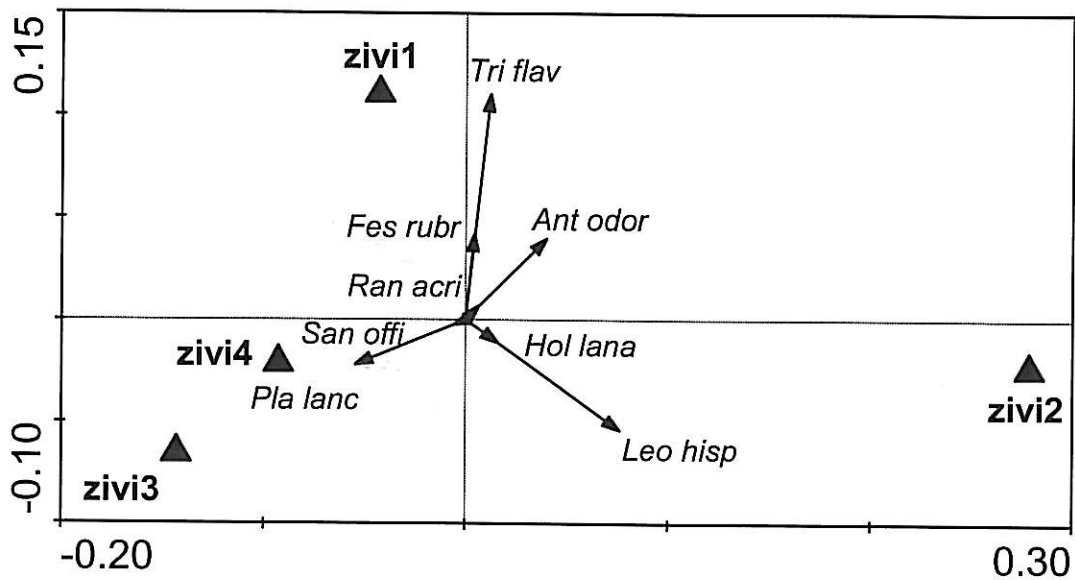 0.15
zivi1
Tri flav
Fes rubr
Ant odor
Ran acri
San offi
Hol lana
zivi4
Pla lanc
zivi2
Leo hisp
zivi3
-0.10
-0.20
0.30